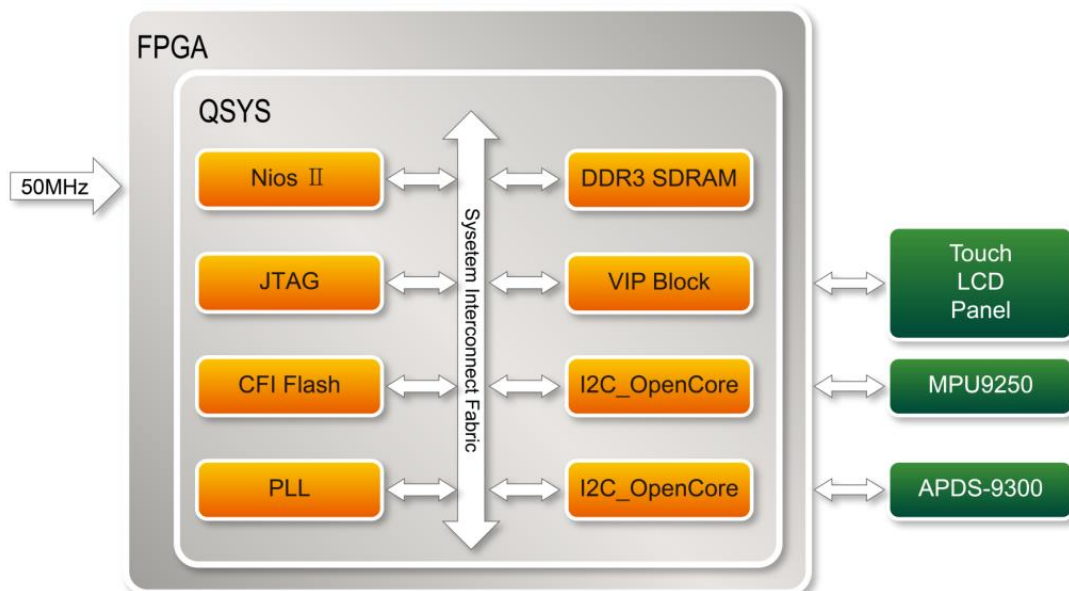 FPGA
QSYS
50MHz
Nios Ⅱ
JTAG
CFI Flash
PLL
Sysetem Interconnect Fabric
DDR3 SDRAM
VIP Block
I2C_OpenCore
I2C_OpenCore
Touch
LCD
Panel
MPU9250
APDS-9300